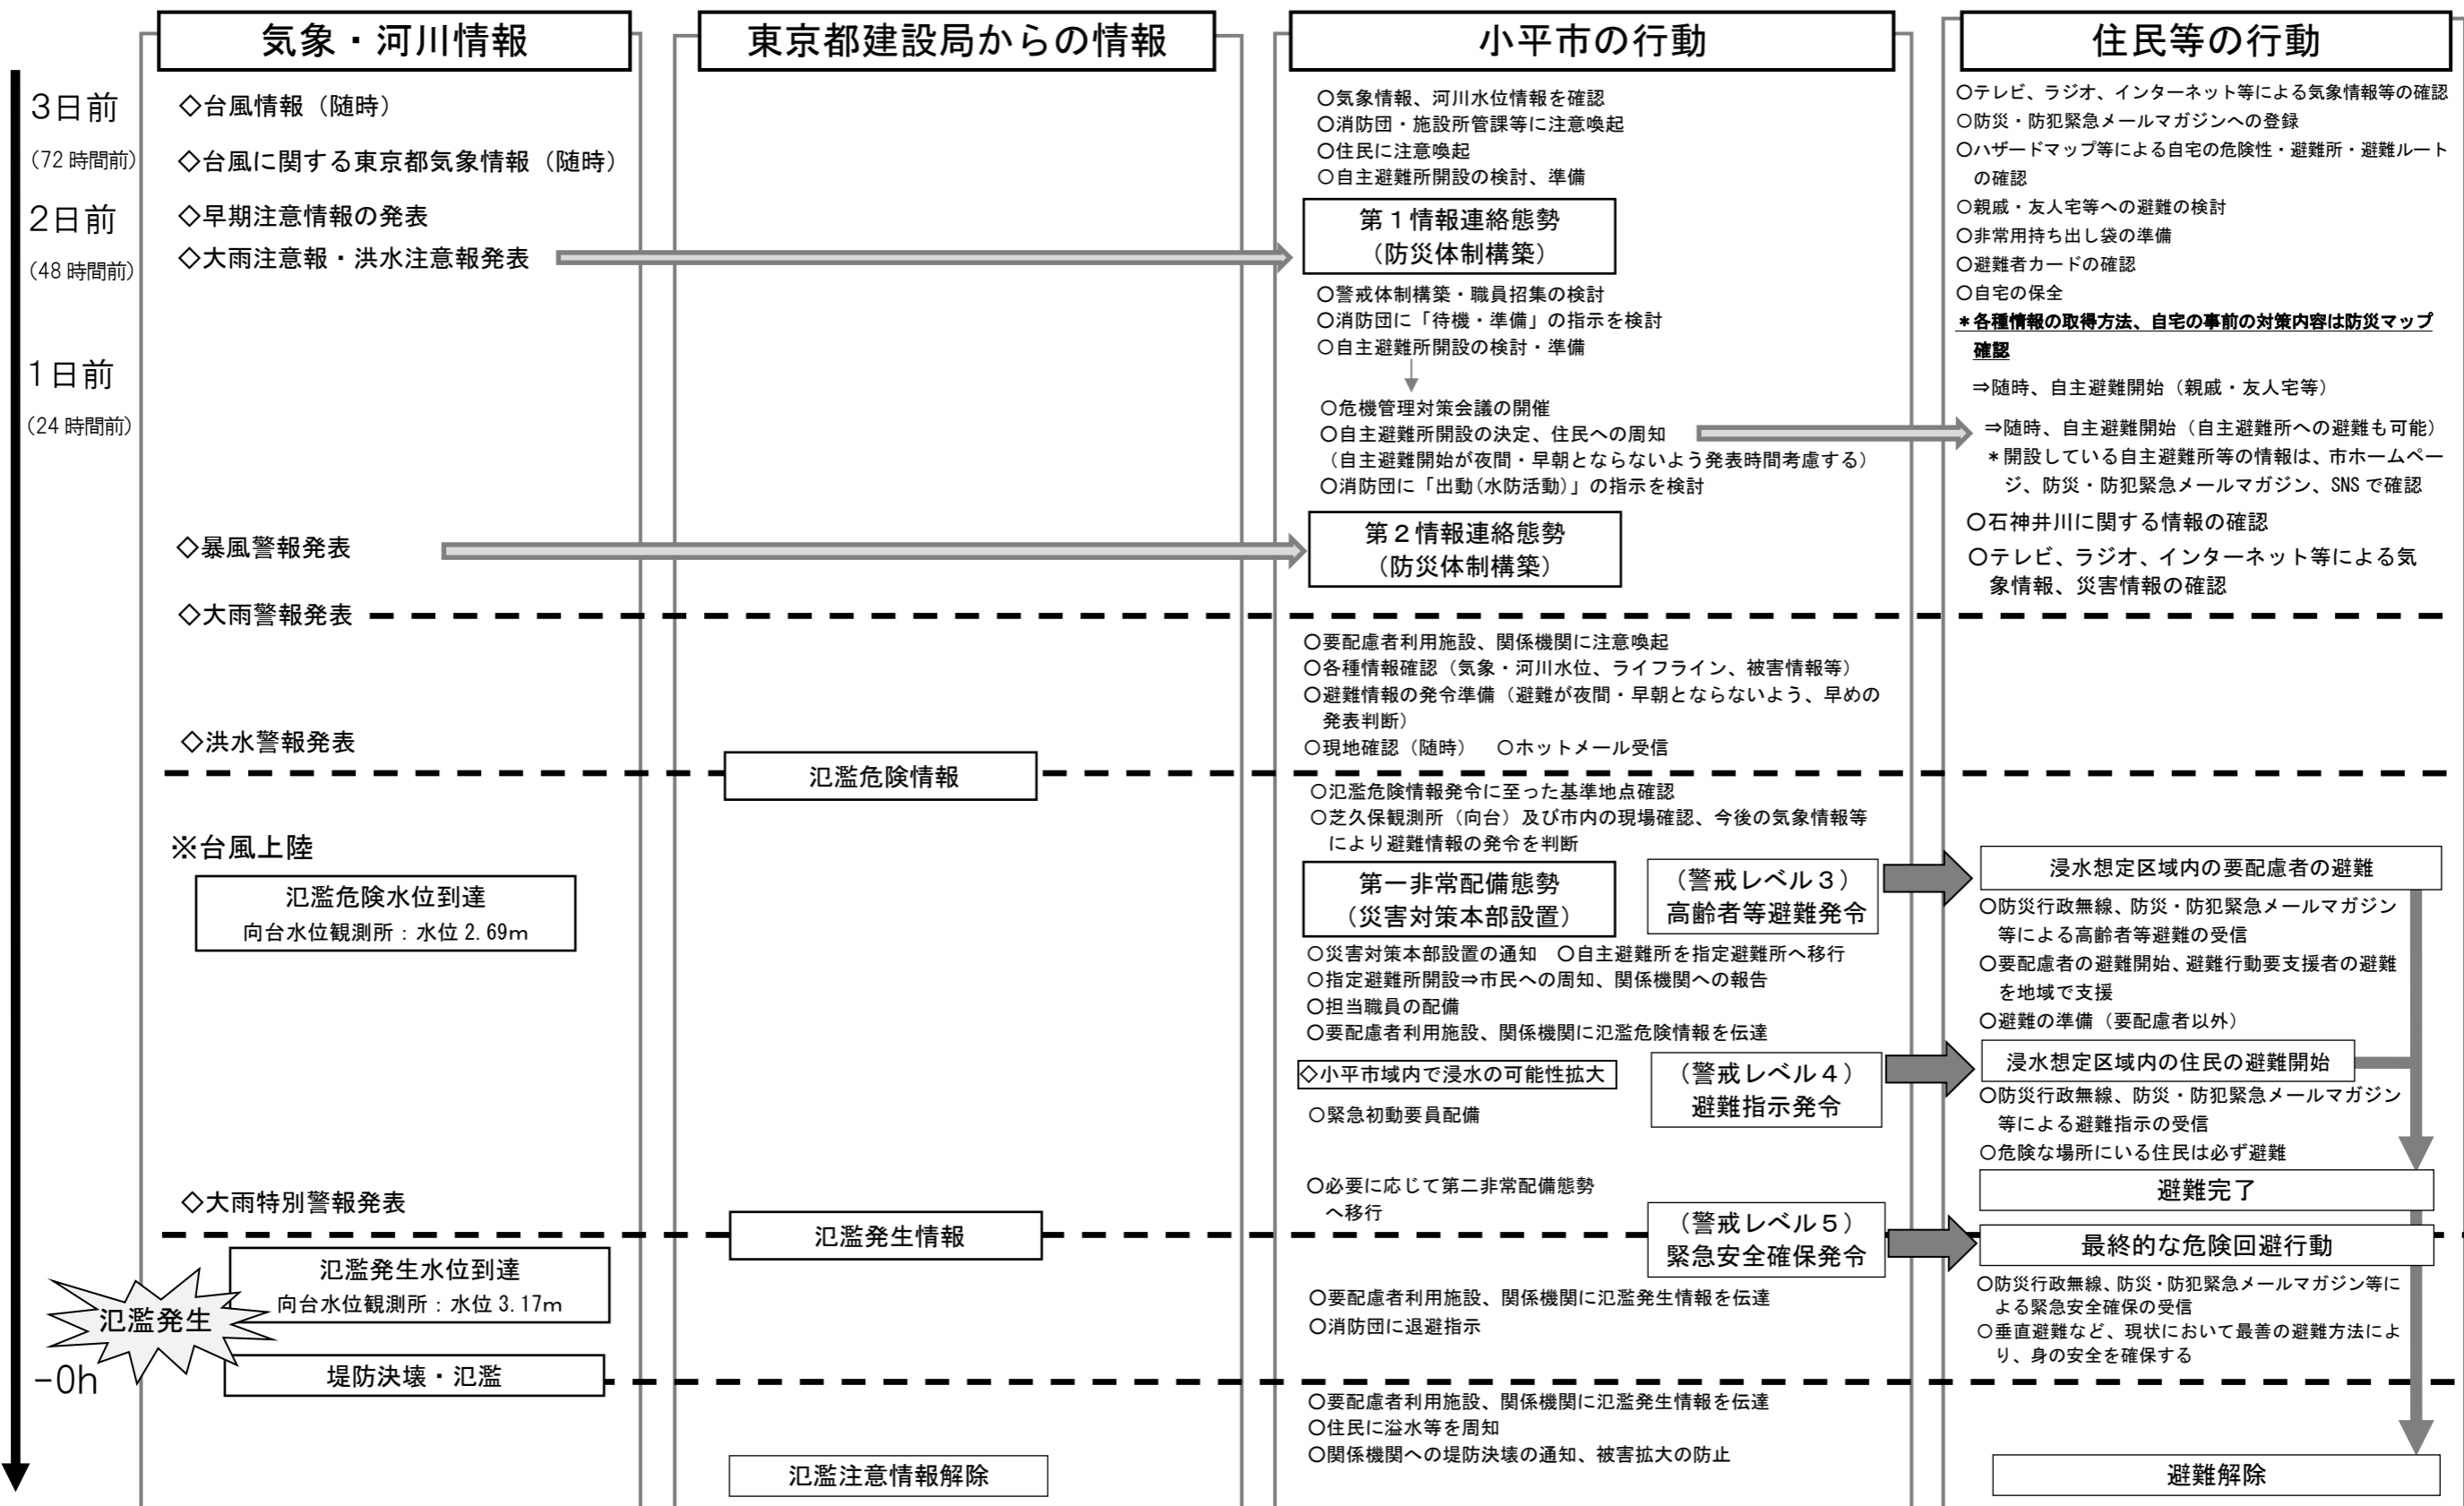 気象・河川情報
東京都建設局からの情報
小平市の行動
住民等の行動
3日前
(72時間前)
2日前
(48時間前)
1日前
(24時間前)
氾濫発生
-0h
◇台風情報（随時）
◇台風に関する東京都気象情報（随時）
◇早期注意情報の発表
◇大雨注意報・洪水注意報発表
◇暴風警報発表
◇大雨警報発表
◇洪水警報発表
※台風上陸
氾濫危険水位到達
向台水位観測所：水位2.69m
◇大雨特別警報発表
氾濫発生水位到達
向台水位観測所：水位3.17m
堤防決壊・氾濫
氾濫危険情報
氾濫発生情報
氾濫注意情報解除
○気象情報、河川水位情報を確認
○消防団・施設所管課等に注意喚起
○住民に注意喚起
○自主避難所開設の検討、準備
第１情報連絡態勢
（防災体制構築）
○警戒体制構築・職員招集の検討
○消防団に「待機・準備」の指示を検討
○自主避難所開設の検討・準備
○危機管理対策会議の開催
○自主避難所開設の決定、住民への周知
（自主避難開始が夜間・早朝とならないよう発表時間考慮する）
○消防団に「出動(水防活動)」の指示を検討
第２情報連絡態勢
（防災体制構築）
○要配慮者利用施設、関係機関に注意喚起
○各種情報確認（気象・河川水位、ライフライン、被害情報等）
○避難情報の発令準備（避難が夜間・早朝とならないよう、早めの
発表判断）
○現地確認（随時）　○ホットメール受信
○氾濫危険情報発令に至った基準地点確認
○芝久保観測所（向台）及び市内の現場確認、今後の気象情報等
により避難情報の発令を判断
第一非常配備態勢
（災害対策本部設置）
（警戒レベル３）
高齢者等避難発令
○災害対策本部設置の通知　○自主避難所を指定避難所へ移行
○指定避難所開設⇒市民への周知、関係機関への報告
○担当職員の配備
○要配慮者利用施設、関係機関に氾濫危険情報を伝達
◇小平市域内で浸水の可能性拡大
（警戒レベル４）
避難指示発令
○緊急初動要員配備
○必要に応じて第二非常配備態勢
へ移行
（警戒レベル５）
緊急安全確保発令
○要配慮者利用施設、関係機関に氾濫発生情報を伝達
○消防団に退避指示
○要配慮者利用施設、関係機関に氾濫発生情報を伝達
○住民に溢水等を周知
○関係機関への堤防決壊の通知、被害拡大の防止
○テレビ、ラジオ、インターネット等による気象情報等の確認
○防災・防犯緊急メールマガジンへの登録
○ハザードマップ等による自宅の危険性・避難所・避難ルート
の確認
○親戚・友人宅等への避難の検討
○非常用持ち出し袋の準備
○避難者カードの確認
○自宅の保全
＊各種情報の取得方法、自宅の事前の対策内容は防災マップ
確認
⇒随時、自主避難開始（親戚・友人宅等）
⇒随時、自主避難開始（自主避難所への避難も可能）
＊開設している自主避難所等の情報は、市ホームペー
ジ、防災・防犯緊急メールマガジン、SNSで確認
○石神井川に関する情報の確認
○テレビ、ラジオ、インターネット等による気
象情報、災害情報の確認
浸水想定区域内の要配慮者の避難
○防災行政無線、防災・防犯緊急メールマガジン
等による高齢者等避難の受信
○要配慮者の避難開始、避難行動要支援者の避難
を地域で支援
○避難の準備（要配慮者以外）
浸水想定区域内の住民の避難開始
○防災行政無線、防災・防犯緊急メールマガジン
等による避難指示の受信
○危険な場所にいる住民は必ず避難
避難完了
最終的な危険回避行動
○防災行政無線、防災・防犯緊急メールマガジン等に
よる緊急安全確保の受信
○垂直避難など、現状において最善の避難方法によ
り、身の安全を確保する
避難解除